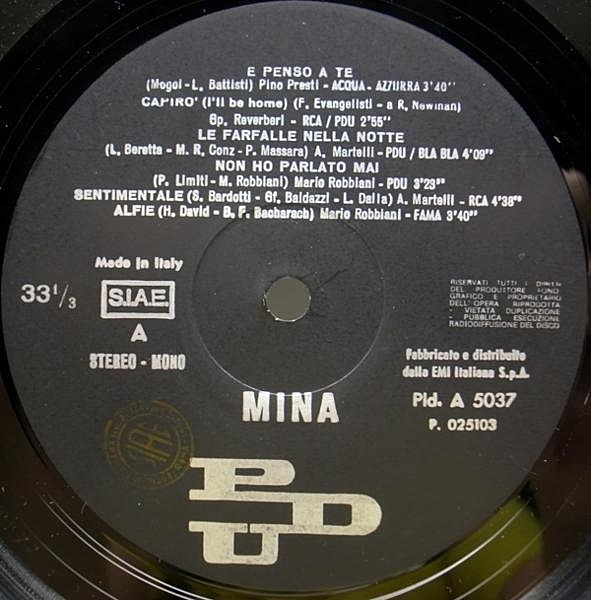 E PENSO A TE
(Mogol - L. Battisti) Pino Presti - ACQUA - AZZURRA 3'40"
CAPIRO' (I'll be home) (F. Evangelisti - a R. Newman)
Gp. Reverberi - RCA / PDU 2'55"
LE FARFALLE NELLA NOTTE
(L. Beretta - M. R. Conz - P. Massara) A. Martelli - PDU / BLA BLA 4'09"
NON HO PARLATO MAI
(P. Limiti - M. Robbiani) Mario Robbiani - PDU 3'23"
SENTIMENTALE (S. Bardotti - Gf. Baldazzi - L. Dalla) A. Martelli - RCA 4'38"
ALFIE (H. David - B. F. Bacbarach) Mario Robbiani - FAMA 3'40"
Made in Italy
33 1/3
S.I.A.E.
A
STEREO - MONO
RISERVATI TUTTI I DIRITTI
DEL PRODUTTORE FONO-
GRAFICO E PROPRIETARIO
DELL'OPERA RIPRODOTTA
- VIETATA DUPLICAZIONE
- PUBBLICA ESECUZIONE
RADIODIFFUSIONE DEL DISCO
Fabbricato e distribuito
dalla EMI Italiana S.p.A.
MINA
Pld. A 5037
P. 025103
SIAE
PDU